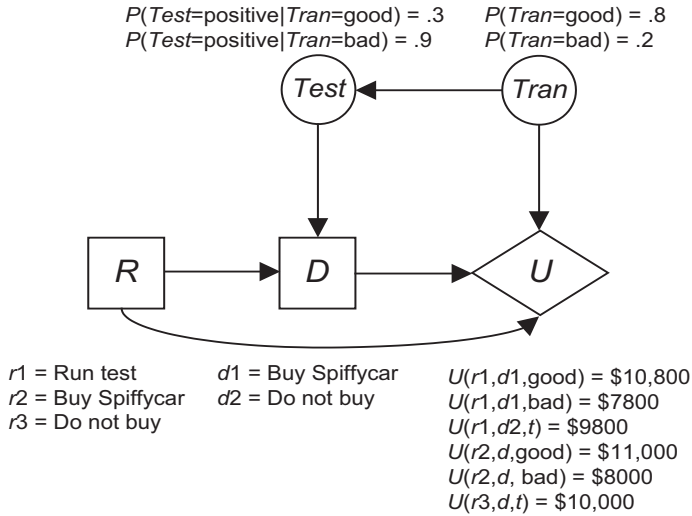 P(Test=positive|Tran=good) = .3
P(Test=positive|Tran=bad) = .9
P(Tran=good) = .8
P(Tran=bad) = .2
Test
Tran
R
D
U
r1 = Run test
r2 = Buy Spiffycar
r3 = Do not buy
d1 = Buy Spiffycar
d2 = Do not buy
U(r1,d1,good) = $10,800
U(r1,d1,bad) = $7800
U(r1,d2,t) = $9800
U(r2,d,good) = $11,000
U(r2,d, bad) = $8000
U(r3,d,t) = $10,000